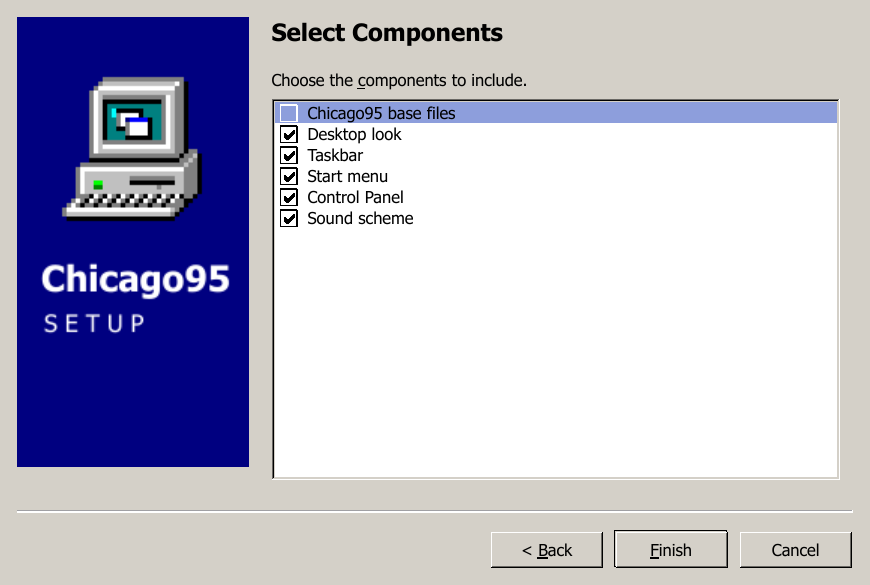 Chicago95
SETUP
Select Components
Choose the components to include.
Chicago95 base files
Desktop look
Taskbar
Start menu
Control Panel
Sound scheme
< Back
Finish
Cancel